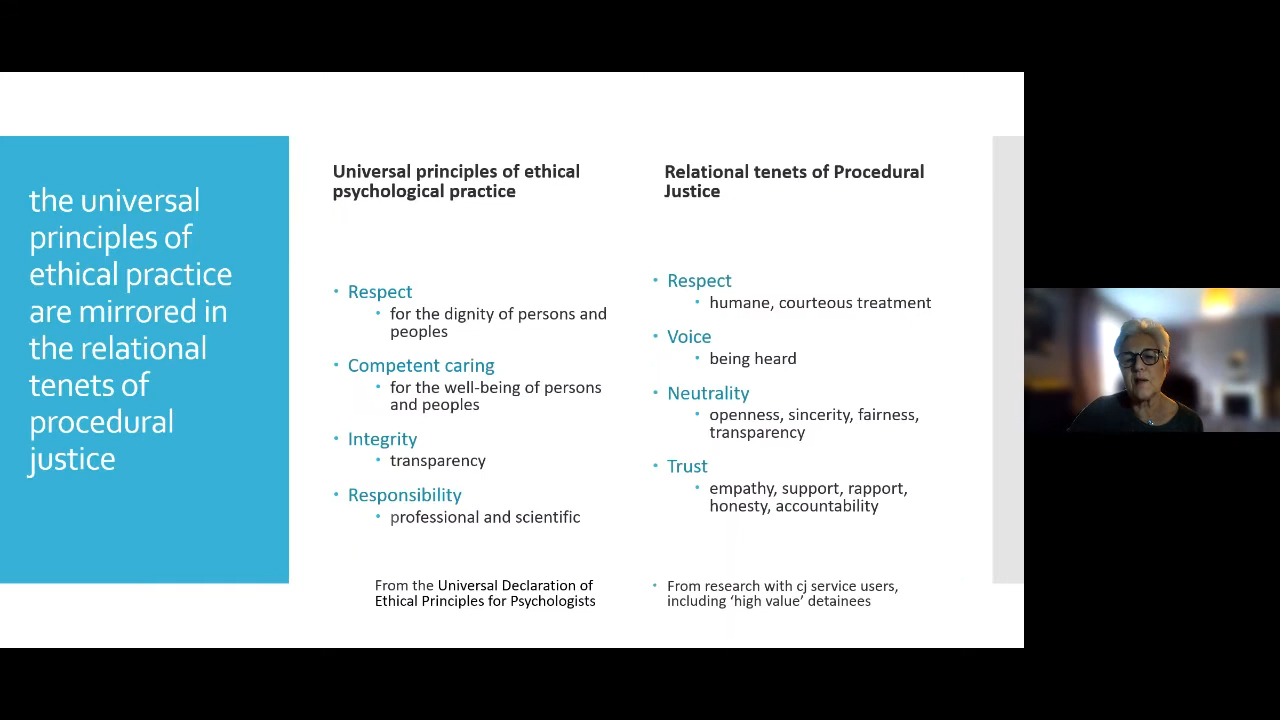 the universal
principles of
ethical practice
are mirrored in
the relational
tenets of
procedural
justice
Universal principles of ethical
psychological practice
• Respect
• for the dignity of persons and
peoples
• Competent caring
• for the well-being of persons
and peoples
• Integrity
• transparency
• Responsibility
• professional and scientific
From the Universal Declaration of
Ethical Principles for Psychologists
Relational tenets of Procedural
Justice
• Respect
• humane, courteous treatment
• Voice
• being heard
• Neutrality
• openness, sincerity, fairness,
transparency
• Trust
• empathy, support, rapport,
honesty, accountability
• From research with cj service users,
including ‘high value’ detainees